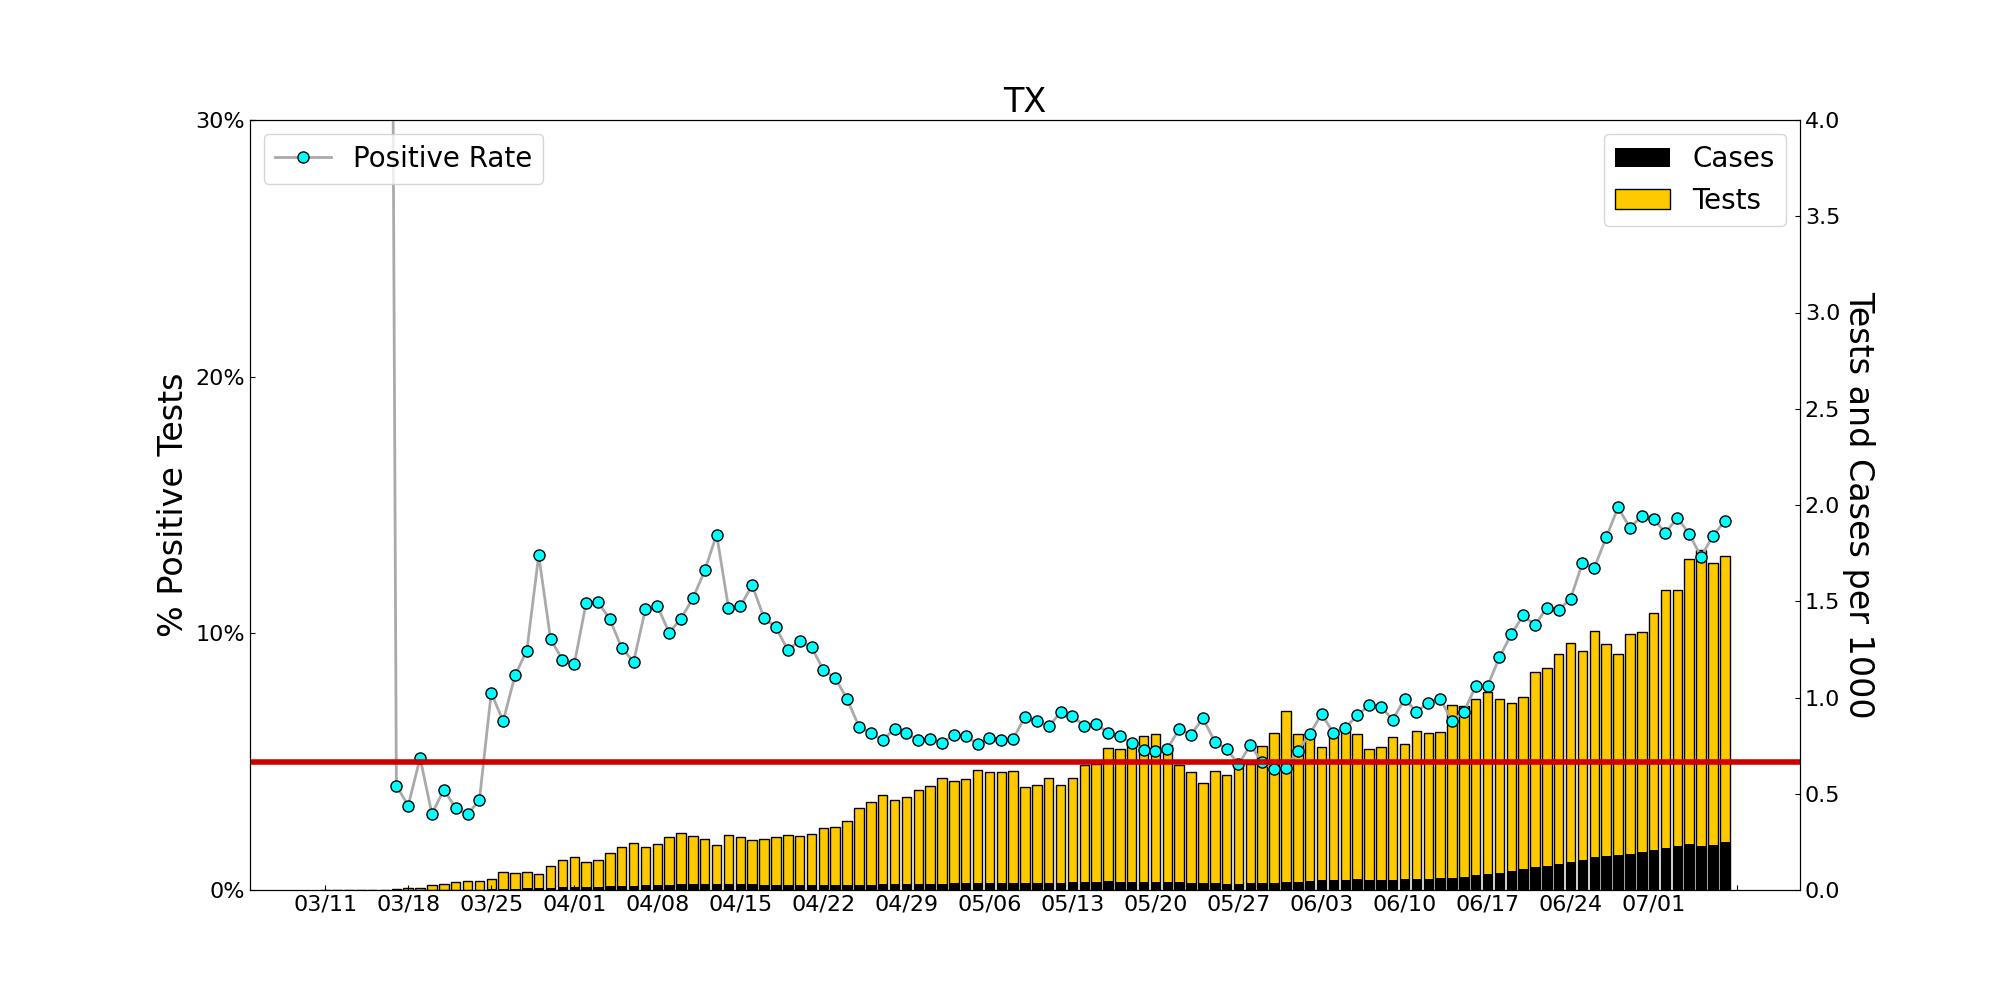 TX
Positive Rate
Cases
Tests
% Positive Tests
30%
20%
10%
0%
Tests and Cases per 1000
4.0
3.5
3.0
2.5
2.0
1.5
1.0
0.5
0.0
03/11 03/18 03/25 04/01 04/08 04/15 04/22 04/29 05/06 05/13 05/20 05/27 06/03 06/10 06/17 06/24 07/01